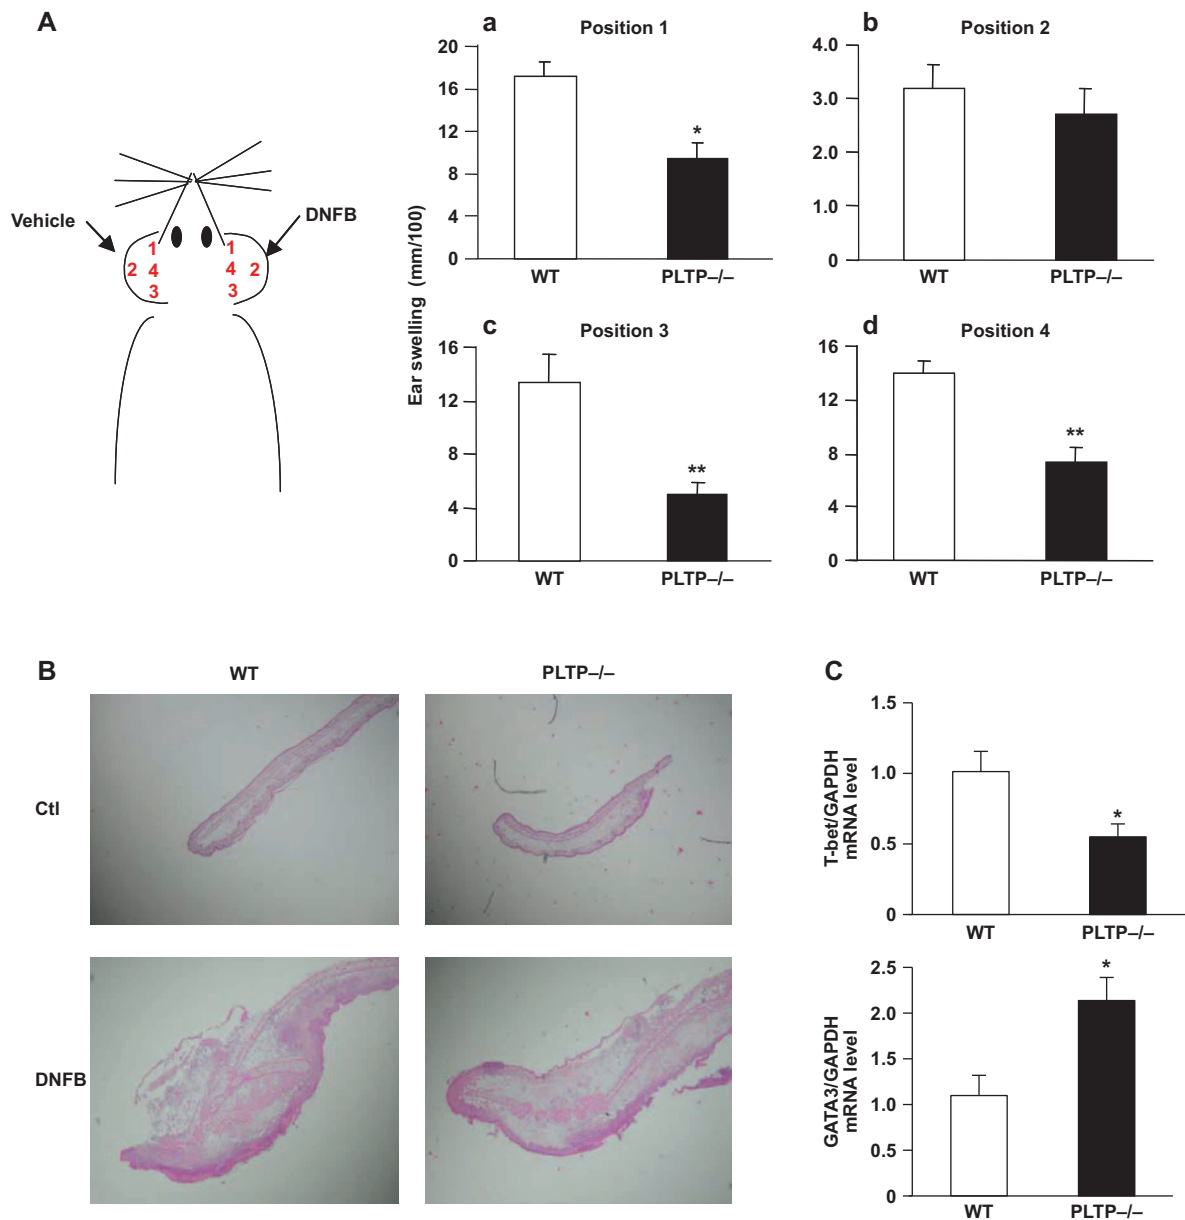 A
Vehicle
DNFB
1
2
4
3
1
4
2
3
Ear swelling (mm/100)
a
Position 1
20
16
12
8
4
0
*
WT
PLTP–/–
b
Position 2
4.0
3.0
2.0
1.0
0
WT
PLTP–/–
c
Position 3
16
12
8
4
0
**
WT
PLTP–/–
d
Position 4
16
12
8
4
0
**
WT
PLTP–/–
B
WT
PLTP–/–
Ctl
DNFB
C
T-bet/GAPDH
mRNA level
1.5
1.0
0.5
0
*
WT
PLTP–/–
GATA3/GAPDH
mRNA level
2.5
2.0
1.5
1.0
0.5
0
*
WT
PLTP–/–